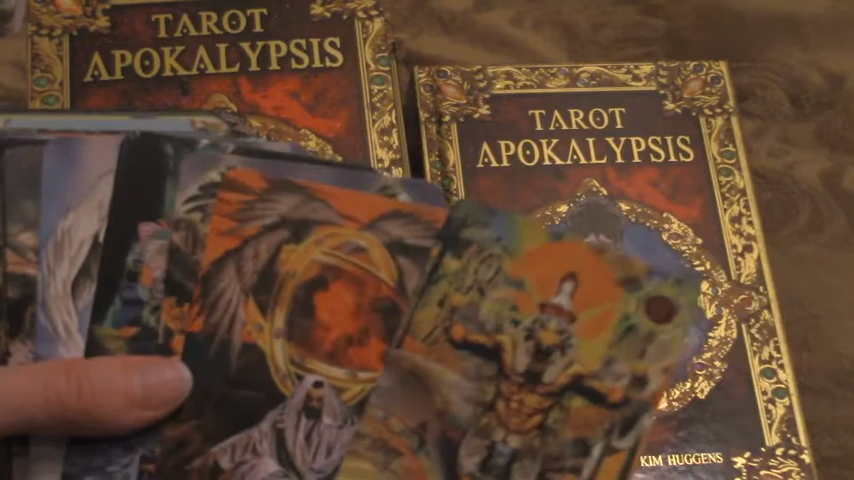 TAROT
APOKALYPSIS
TAROT
APOKALYPSIS
KIM HUGGENS